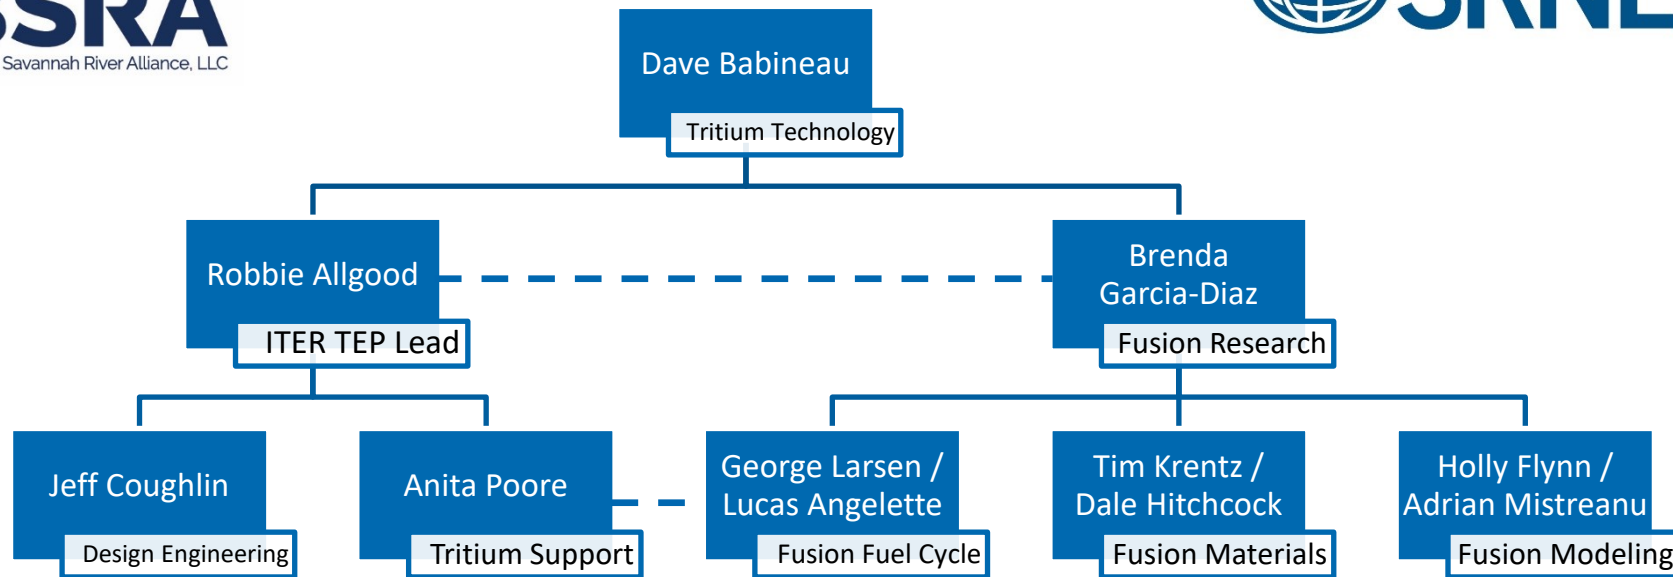 SRA
Savannah River Alliance, LLC
SRNL
Dave Babineau
Tritium Technology
Robbie Allgood
ITER TEP Lead
Brenda
Garcia-Diaz
Fusion Research
Jeff Coughlin
Design Engineering
Anita Poore
Tritium Support
George Larsen /
Lucas Angelette
Fusion Fuel Cycle
Tim Krentz /
Dale Hitchcock
Fusion Materials
Holly Flynn /
Adrian Mistreanu
Fusion Modeling